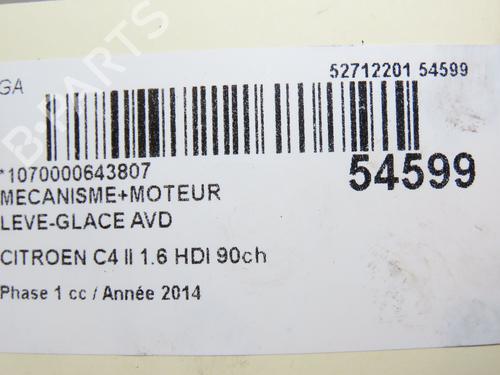 GA
52712201 54599
*1070000643807
54599
MECANISME+MOTEUR
LEVE-GLACE AVD
CITROEN C4 II 1.6 HDI 90ch
Phase 1 cc / Année 2014
B-PARTS